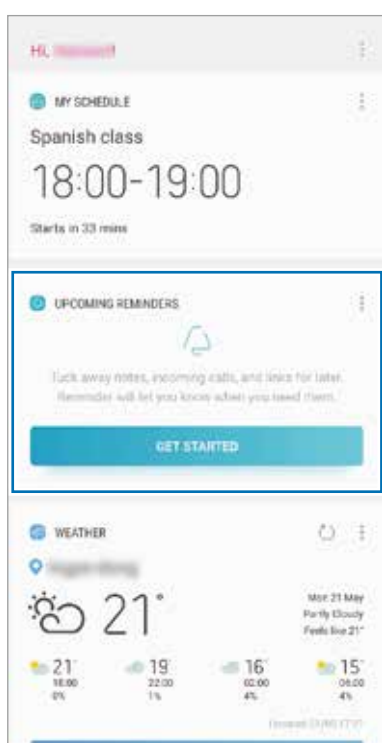 Hi,
MY SCHEDULE
Spanish class
18:00-19:00
Starts in 33 mins
UPCOMING REMINDERS
Tuck away notes, incoming calls, and links for later.
Reminder will let you know when you need them.
GET STARTED
WEATHER
21°
Mon 21 May
Partly Cloudy
Feels like 21°
21° 19° 16° 15°
18:00 22:00 02:00 06:00
0% 1% 4% 4%